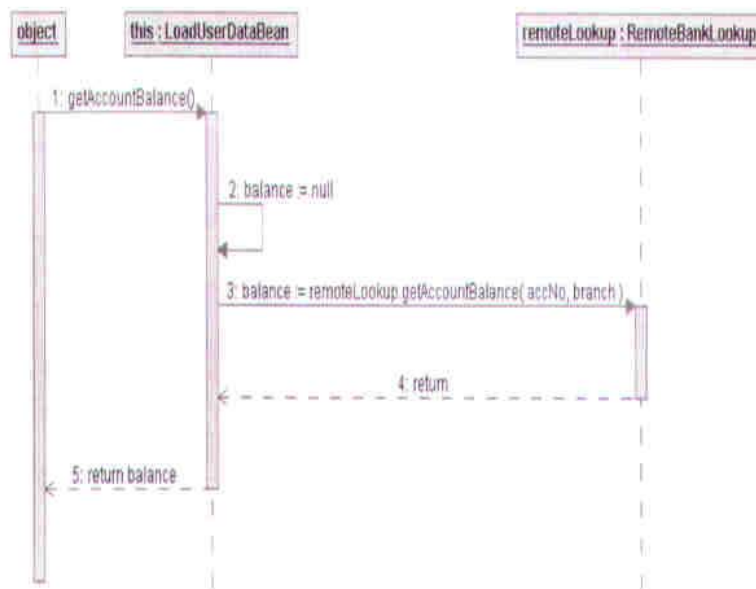 object
this : LoadUserDataBean
remoteLookup : RemoteBankLookup
1: getAccountBalance()
2: balance := null
3: balance := remoteLookup.getAccountBalance( accNo, branch )
4: return
5: return balance